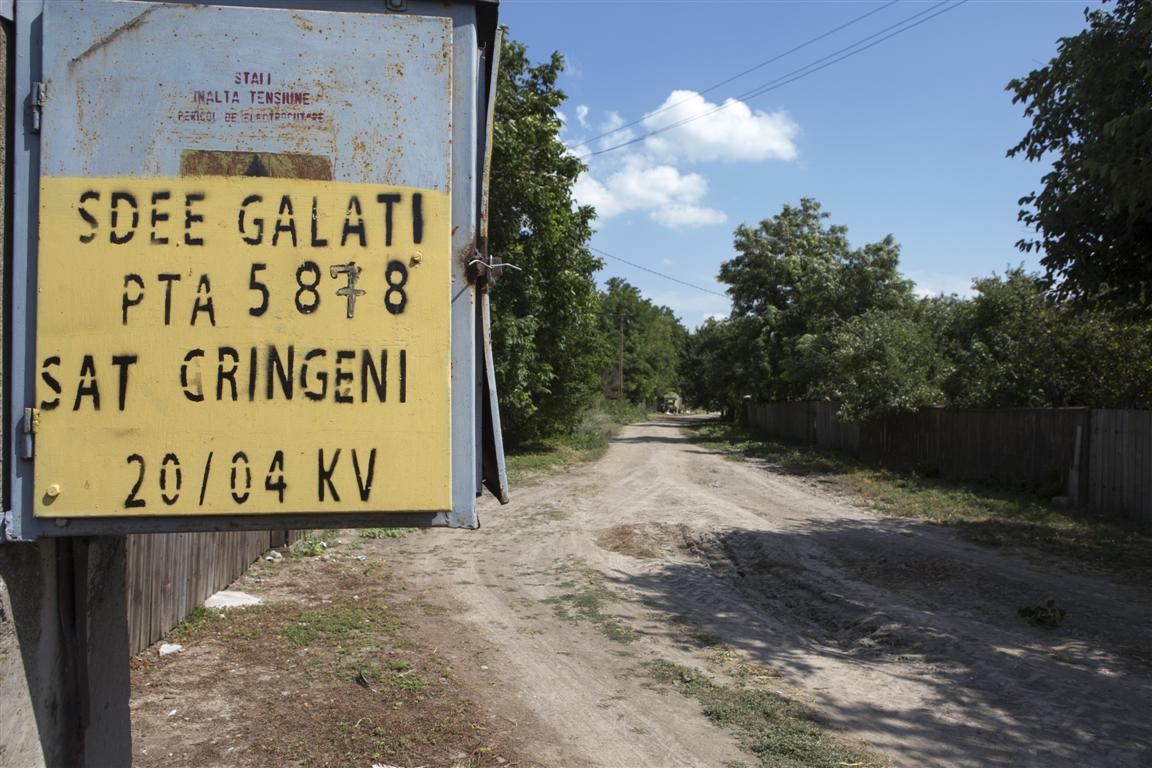 STAI!
INALTA TENSIUNE
PERICOL DE ELECTROCUTARE
SDEE GALATI
PTA 5878
SAT GRINGENI
20/04 KV